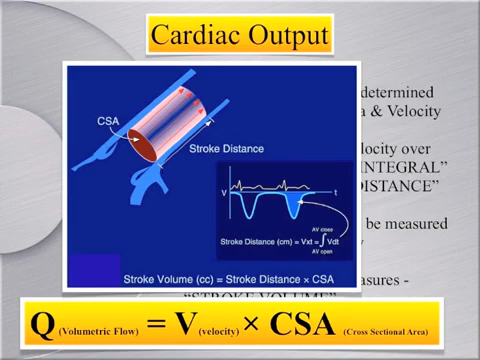 Cardiac Output
determined
a & Velocity
CSA
Stroke Distance
locity over
INTEGRAL”
DISTANCE”
V
t
AV close
Stroke Distance (cm) = Vxt = ∫Vdt
AV open
be measured
Stroke Volume (cc) = Stroke Distance × CSA
asures -
“STROKE VOLUME”
Q (Volumetric Flow) = V (velocity) × CSA (Cross Sectional Area)